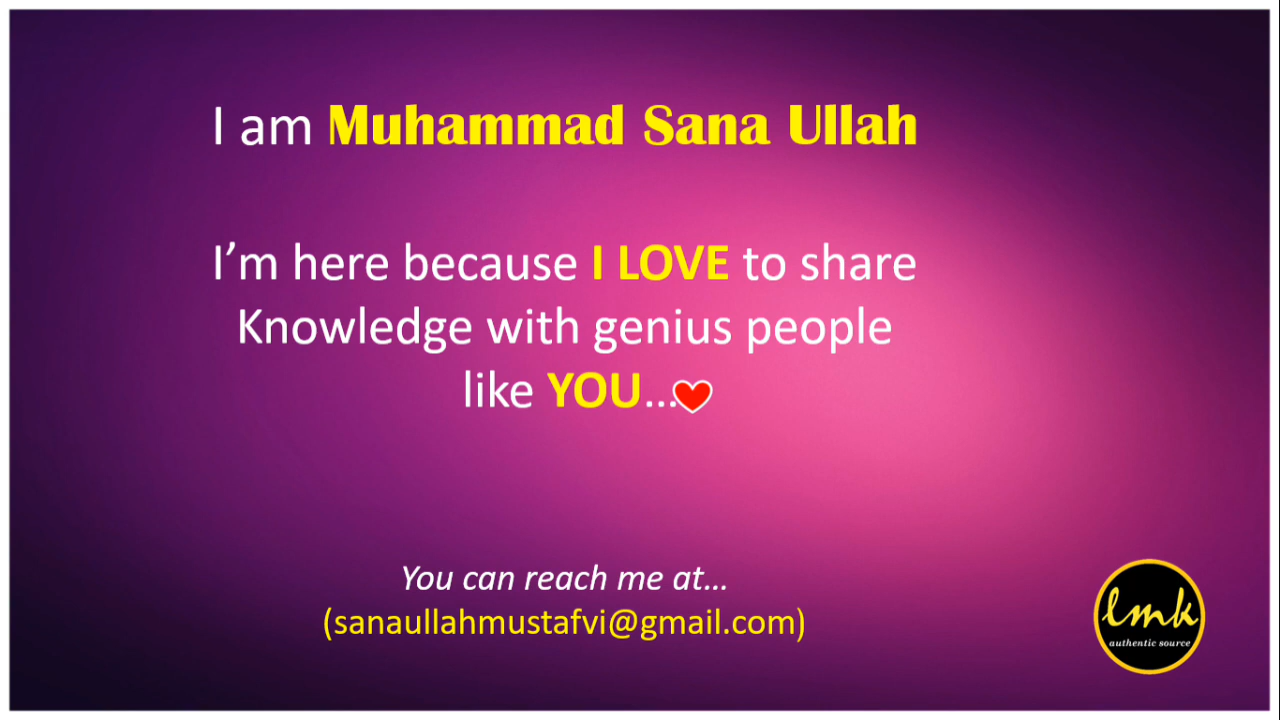 I am Muhammad Sana Ullah
I’m here because I LOVE to share
Knowledge with genius people
like YOU...
You can reach me at...
(sanaullahmustafvi@gmail.com)
lmk
authentic source